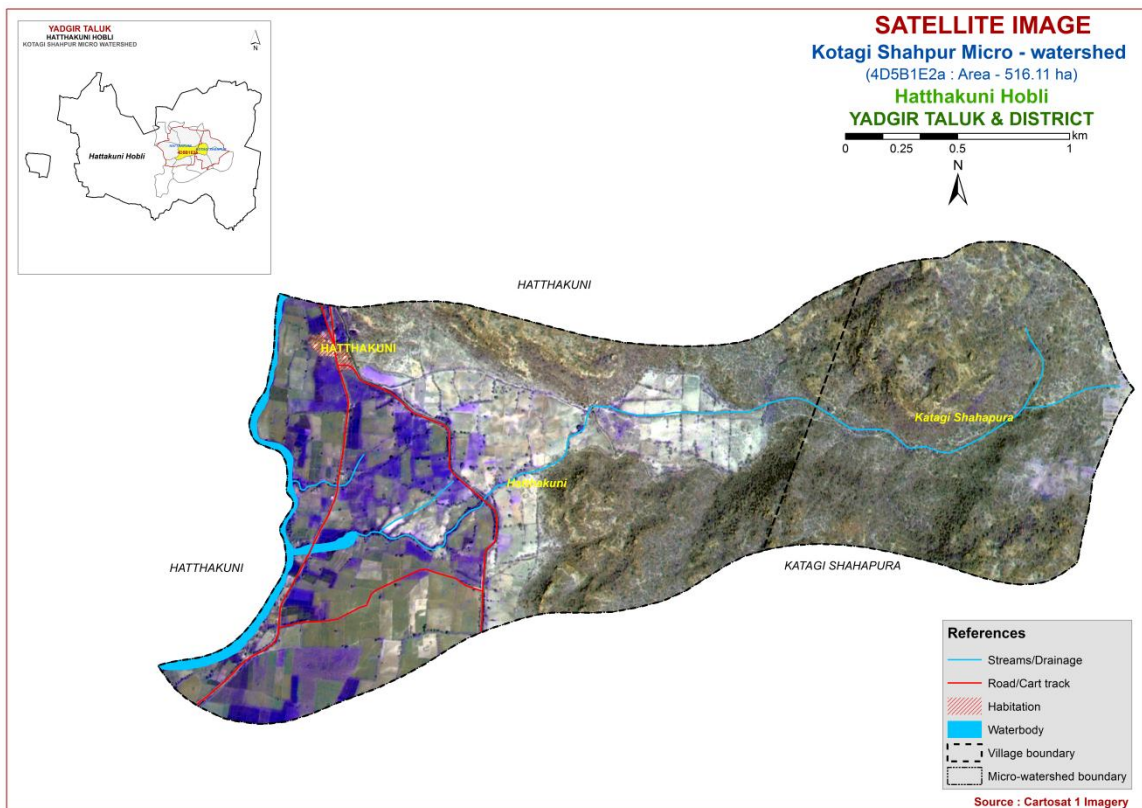 YADGIR TALUK
HATTHAKUNI HOBLI
KOTAGI SHAHPUR MICRO WATERSHED
N
Hattakuni Hobli
4D5B1E2a
SATELLITE IMAGE
Kotagi Shahpur Micro - watershed
(4D5B1E2a : Area - 516.11 ha)
Hatthakuni Hobli
YADGIR TALUK & DISTRICT
km
0 0.25 0.5 1
N
HATTHAKUNI
HATTHAKUNI
Katagi Shahapura
Hatthakuni
HATTHAKUNI
KATAGI SHAHAPURA
References
Streams/Drainage
Road/Cart track
Habitation
Waterbody
Village boundary
Micro-watershed boundary
Source : Cartosat 1 Imagery